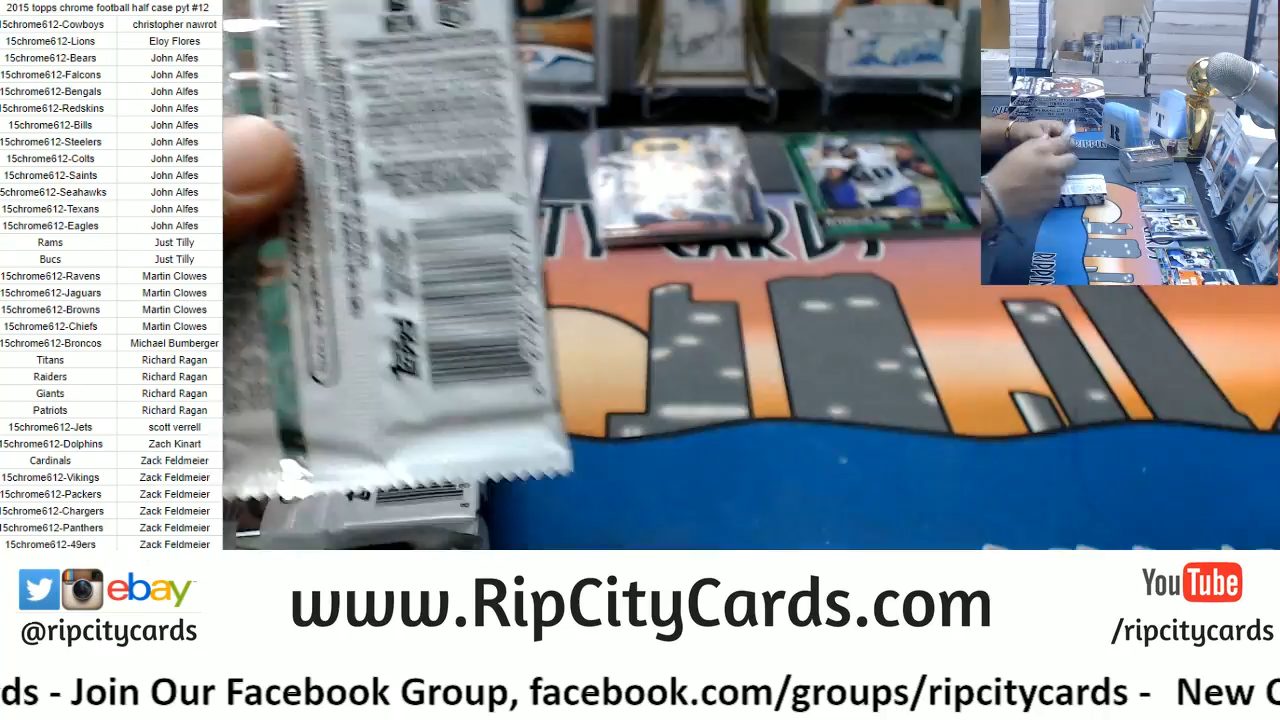 2015 topps chrome football half case pyt #12
15chrome612-Cowboys christopher nawrot
15chrome612-Lions Eloy Flores
15chrome612-Bears John Alfes
15chrome612-Falcons John Alfes
15chrome612-Bengals John Alfes
15chrome612-Redskins John Alfes
15chrome612-Bills John Alfes
15chrome612-Steelers John Alfes
15chrome612-Colts John Alfes
15chrome612-Saints John Alfes
5chrome612-Seahawks John Alfes
15chrome612-Texans John Alfes
15chrome612-Eagles John Alfes
Rams Just Tilly
Bucs Just Tilly
15chrome612-Ravens Martin Clowes
15chrome612-Jaguars Martin Clowes
15chrome612-Browns Martin Clowes
15chrome612-Chiefs Martin Clowes
15chrome612-Broncos Michael Bumberger
Titans Richard Ragan
Raiders Richard Ragan
Giants Richard Ragan
Patriots Richard Ragan
15chrome612-Jets scott verrell
15chrome612-Dolphins Zach Kinart
Cardinals Zack Feldmeier
15chrome612-Vikings Zack Feldmeier
15chrome612-Packers Zack Feldmeier
15chrome612-Chargers Zack Feldmeier
15chrome612-Panthers Zack Feldmeier
15chrome612-49ers Zack Feldmeier
TY CARDS
R T
RIPPIN
ebay
@ripcitycards
www.RipCityCards.com
YouTube
/ripcitycards
ds - Join Our Facebook Group, facebook.com/groups/ripcitycards - New C